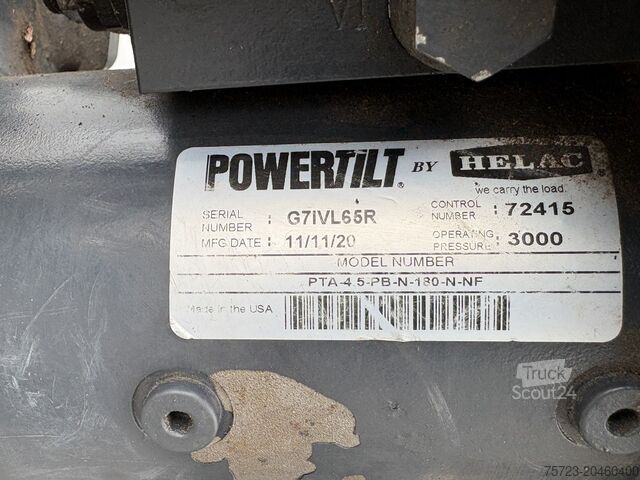 VI
POWERTILT® BY HELAC®
we carry the load.
SERIAL NUMBER : G7IVL65R
CONTROL NUMBER : 72415
MFG DATE : 11/11/20
OPERATING PRESSURE : 3000
MODEL NUMBER
PTA-4.5-PB-N-180-N-NF
Made in the USA
Truck
Scout24
75723-20460400